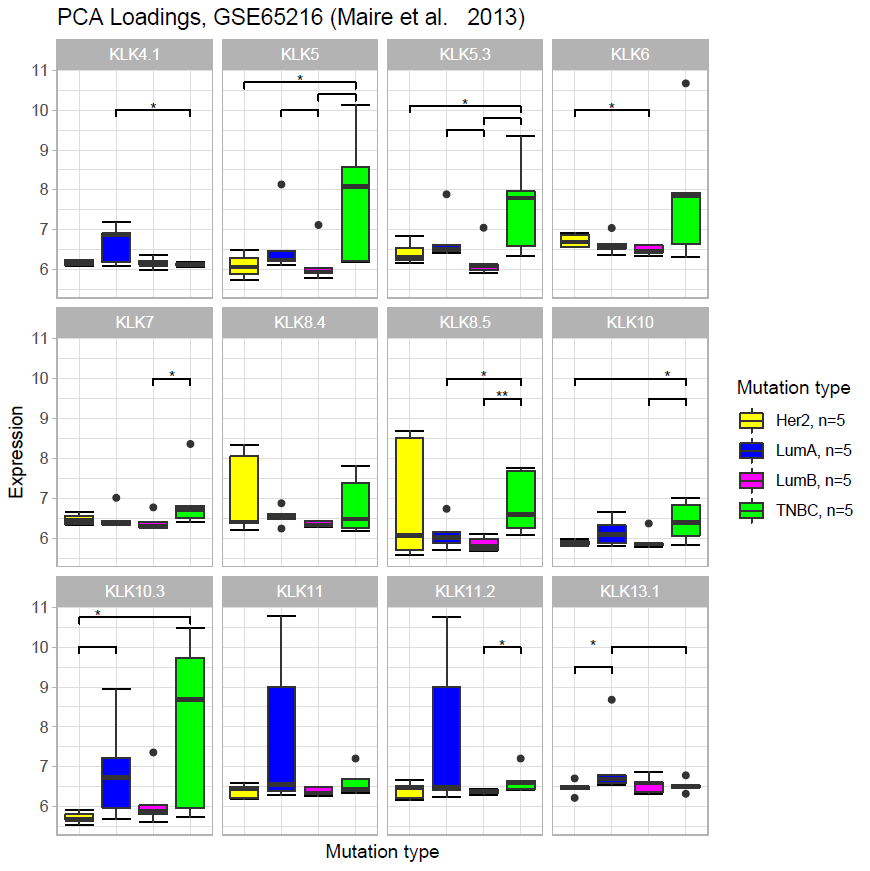 PCA Loadings, GSE65216 (Maire et al.   2013)
KLK4.1 KLK5 KLK5.3 KLK6
11
10
9
8
7
6
* * * *
KLK7 KLK8.4 KLK8.5 KLK10
11
10
9
8
7
6
* * ** *
KLK10.3 KLK11 KLK11.2 KLK13.1
11
10
9
8
7
6
* * *
Expression
Mutation type
Mutation type
Her2, n=5
LumA, n=5
LumB, n=5
TNBC, n=5